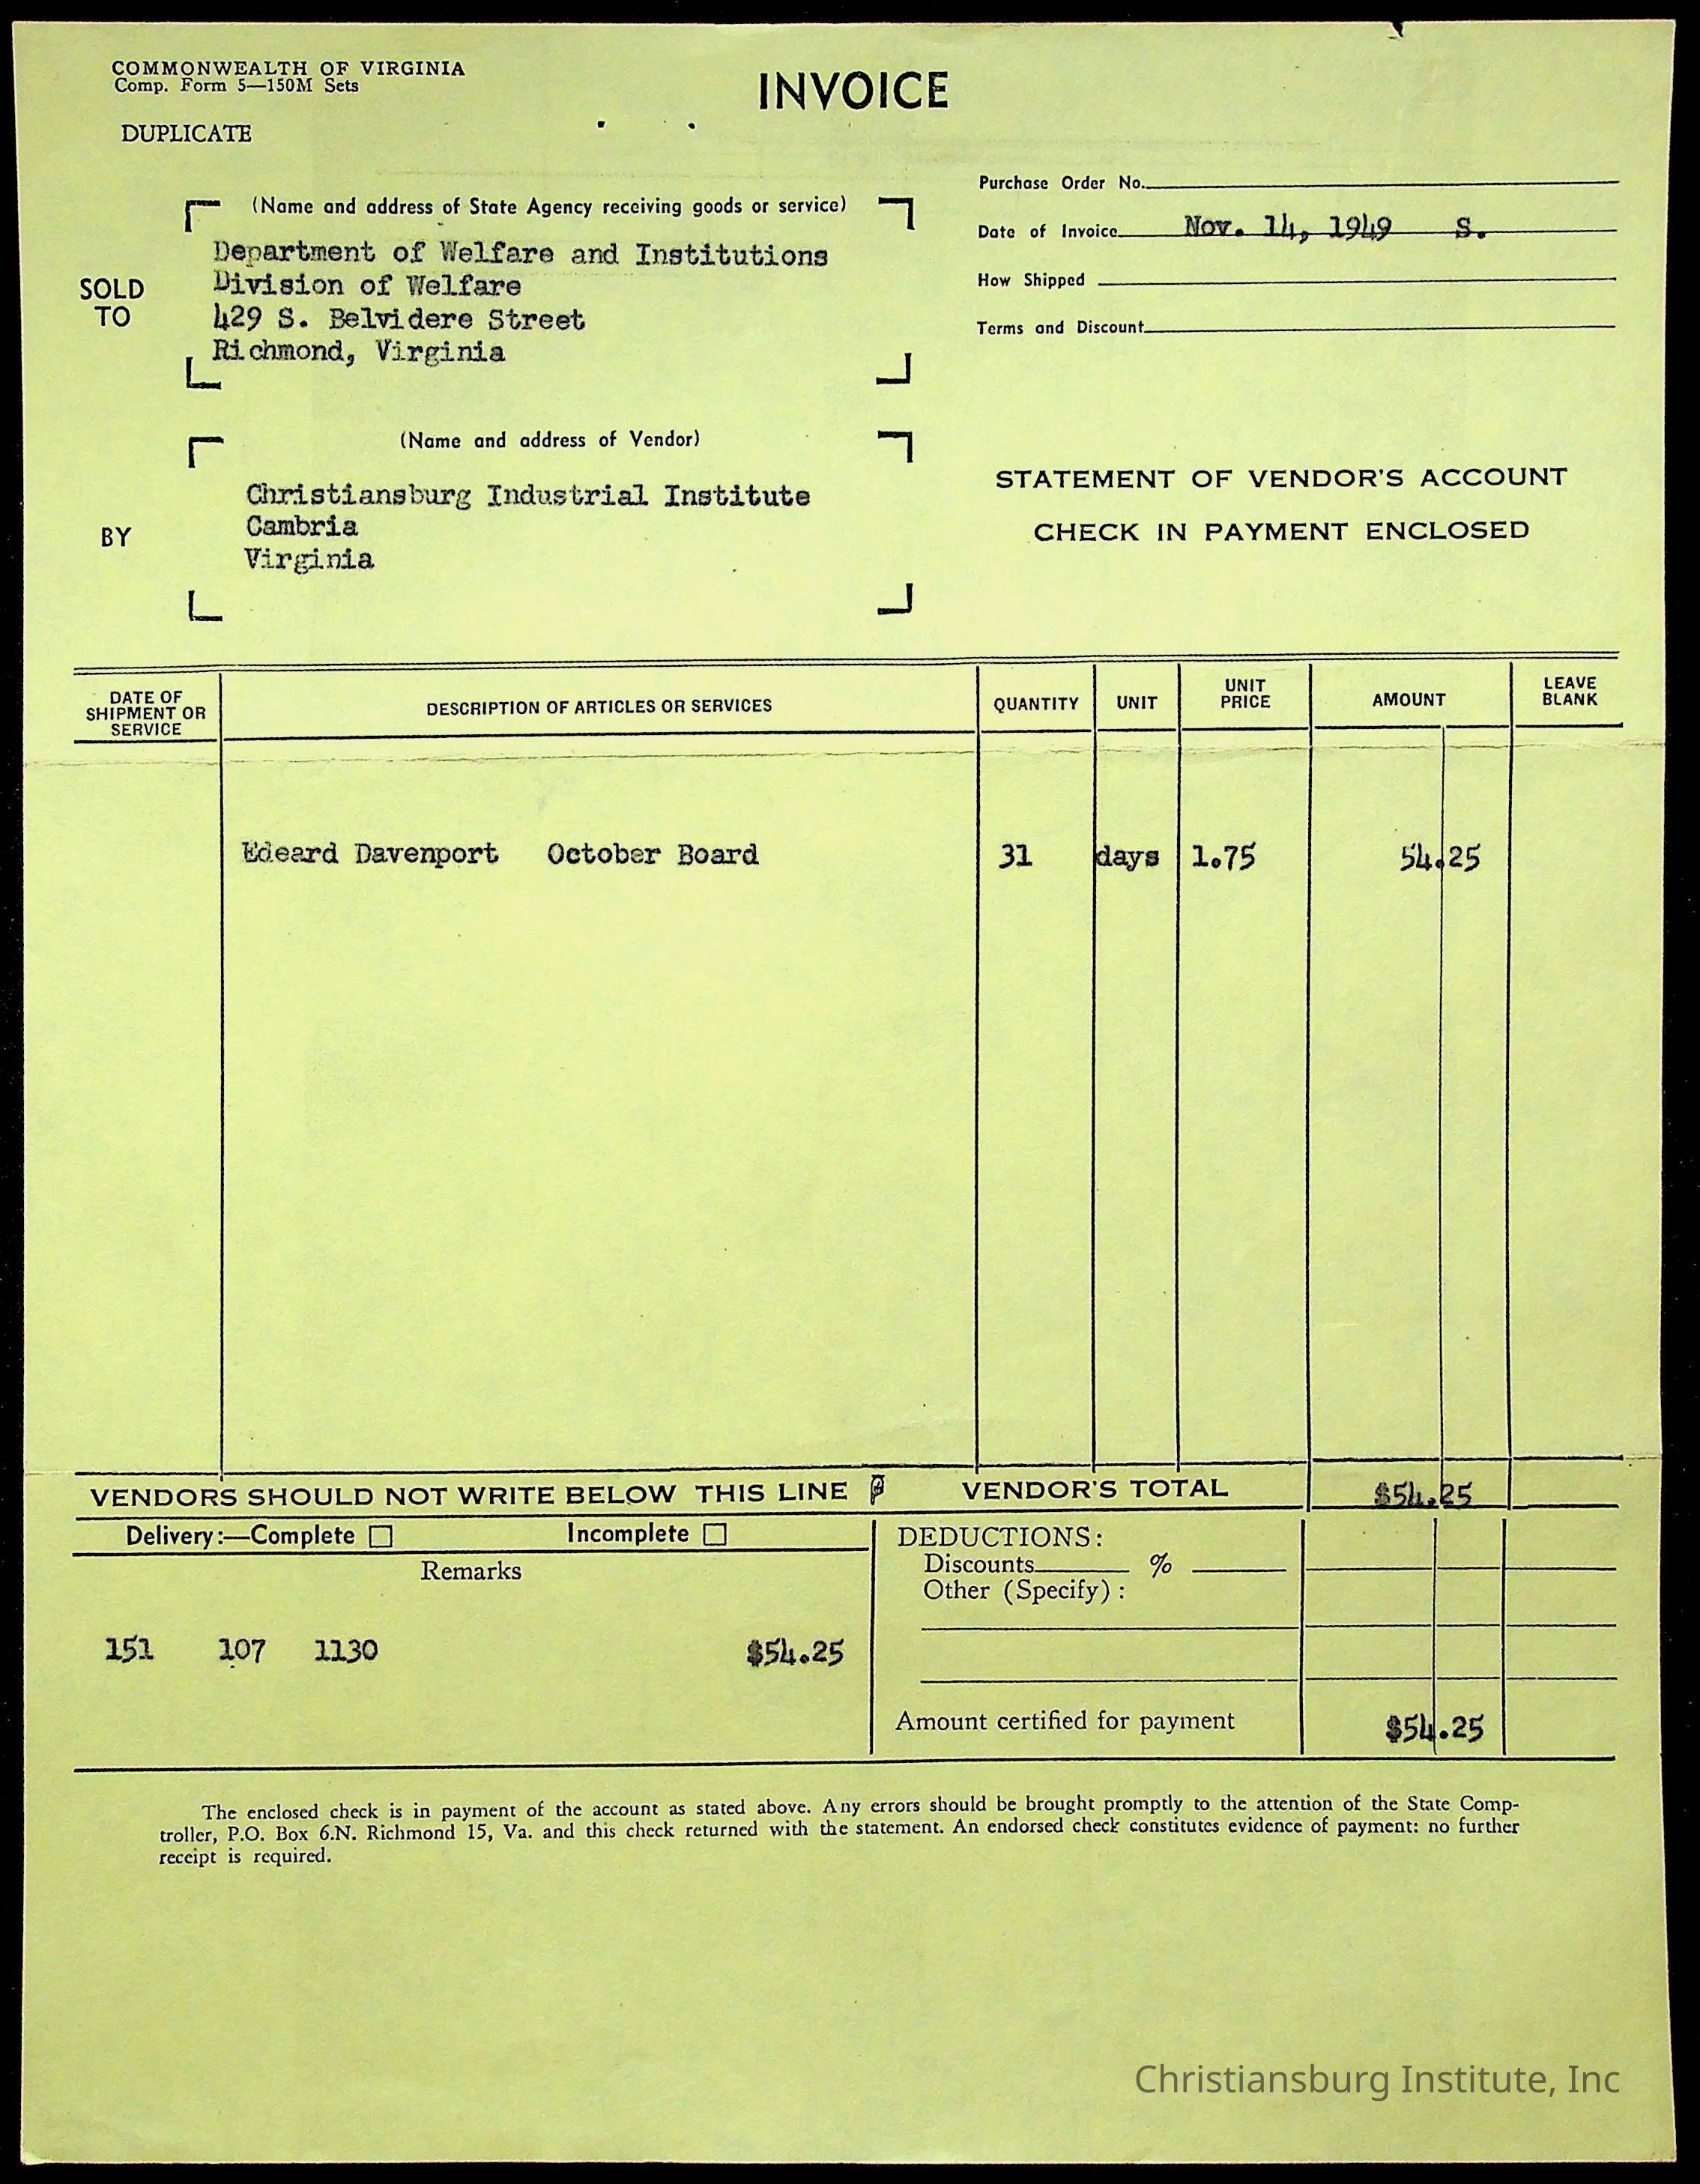 COMMONWEALTH OF VIRGINIA
Comp. Form 5—150M Sets
INVOICE
DUPLICATE
Purchase Order No.
(Name and address of State Agency receiving goods or service)
Date of Invoice Nov. 14, 1949 S.
SOLD TO
Department of Welfare and Institutions
Division of Welfare
429 S. Belvidere Street
Richmond, Virginia
How Shipped
Terms and Discount
(Name and address of Vendor)
BY
Christiansburg Industrial Institute
Cambria
Virginia
STATEMENT OF VENDOR'S ACCOUNT
CHECK IN PAYMENT ENCLOSED
DATE OF
SHIPMENT OR
SERVICE
DESCRIPTION OF ARTICLES OR SERVICES
QUANTITY
UNIT
UNIT
PRICE
AMOUNT
LEAVE
BLANK
Edeard Davenport October Board 31 days 1.75 54.25
VENDORS SHOULD NOT WRITE BELOW THIS LINE VENDOR'S TOTAL $54.25
Delivery:—Complete Incomplete
Remarks
151 107 1130 $54.25
DEDUCTIONS:
Discounts %
Other (Specify):
Amount certified for payment $54.25
The enclosed check is in payment of the account as stated above. Any errors should be brought promptly to the attention of the State Comp-
troller, P.O. Box 6.N. Richmond 15, Va. and this check returned with the statement. An endorsed check constitutes evidence of payment: no further
receipt is required.
Christiansburg Institute, Inc